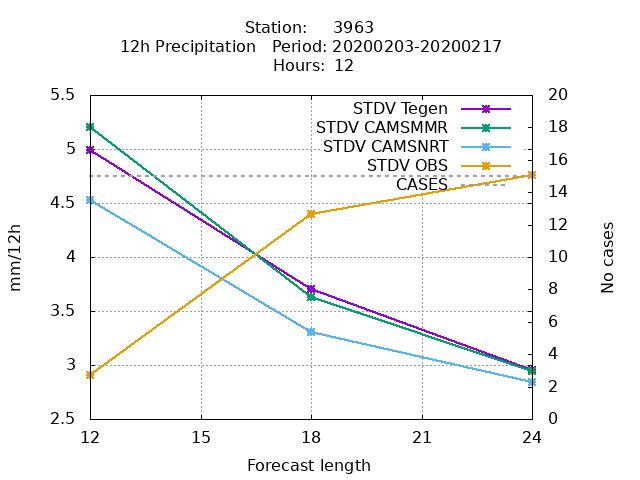 Station: 3963
12h Precipitation Period: 20200203-20200217
Hours: 12
STDV Tegen
STDV CAMSMMR
STDV CAMSNRT
STDV OBS
CASES
5.5
5
4.5
4
3.5
3
2.5
mm/12h
20
18
16
14
12
10
8
6
4
2
0
No cases
12 15 18 21 24
Forecast length